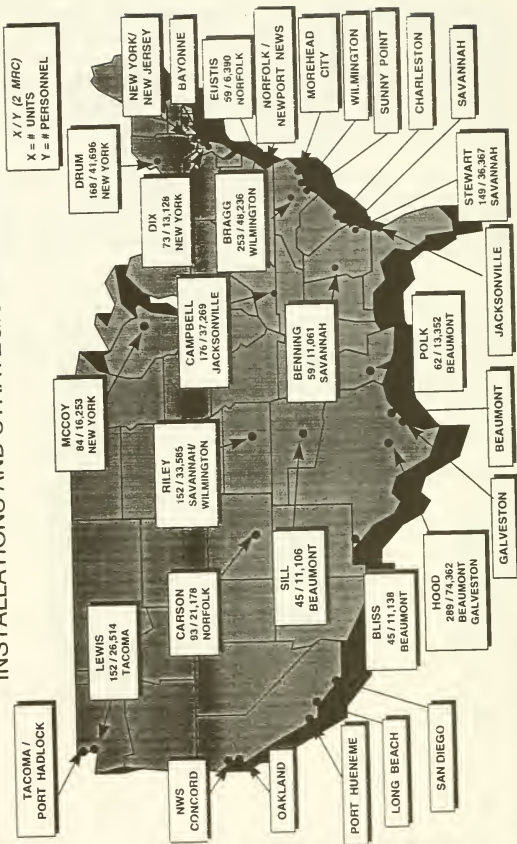 INSTALLATIONS AND
X / Y (2 MRC)
X = # UNITS
Y = # PERSONNEL
TACOMA /
PORT HADLOCK
LEWIS
152 / 26,514
TACOMA
MCCOY
84 / 16,253
NEW YORK
DRUM
168 / 41,696
NEW YORK
NEW YORK/
NEW JERSEY
BAYONNE
DIX
73 / 13,128
NEW YORK
EUSTIS
59 / 6,390
NORFOLK
NORFOLK /
NEWPORT NEWS
MOREHEAD
CITY
WILMINGTON
SUNNY POINT
CHARLESTON
SAVANNAH
NWS
CONCORD
OAKLAND
PORT HUENEME
LONG BEACH
SAN DIEGO
CARSON
93 / 21,178
NORFOLK
RILEY
152 / 33,585
SAVANNAH/
WILMINGTON
CAMPBELL
176 / 37,269
JACKSONVILLE
BRAGG
253 / 48,236
WILMINGTON
SILL
45 / 11,106
BEAUMONT
BENNING
59 / 11,061
SAVANNAH
STEWART
149 / 36,367
SAVANNAH
BLISS
45 / 11,138
BEAUMONT
HOOD
289 / 74,362
BEAUMONT
GALVESTON
GALVESTON
BEAUMONT
POLK
62 / 13,352
BEAUMONT
JACKSONVILLE